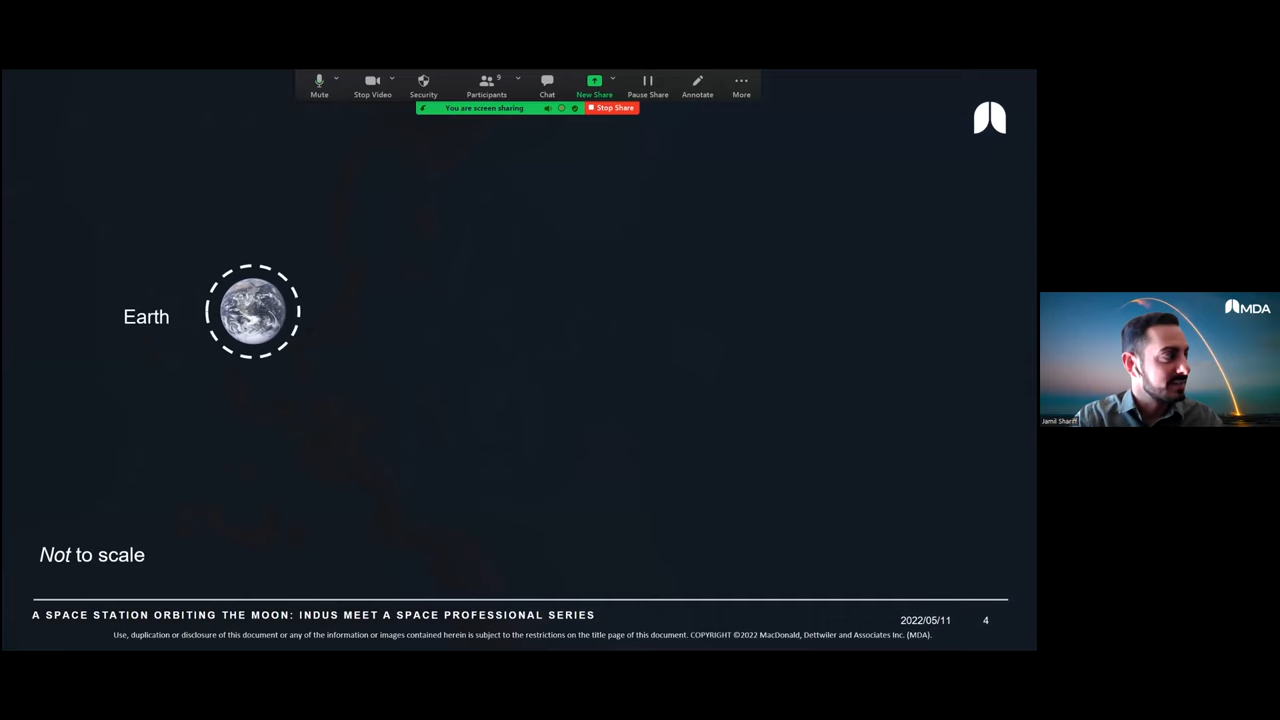 Mute
Stop Video
Security
9
Participants
Chat
New Share
Pause Share
Annotate
More
You are screen sharing
Stop Share
Earth
MDA
Jamil Shariff
Not to scale
A SPACE STATION ORBITING THE MOON: INDUS MEET A SPACE PROFESSIONAL SERIES
2022/05/11
4
Use, duplication or disclosure of this document or any of the information or images contained herein is subject to the restrictions on the title page of this document. COPYRIGHT ©2022 MacDonald, Dettwiler and Associates Inc. (MDA).